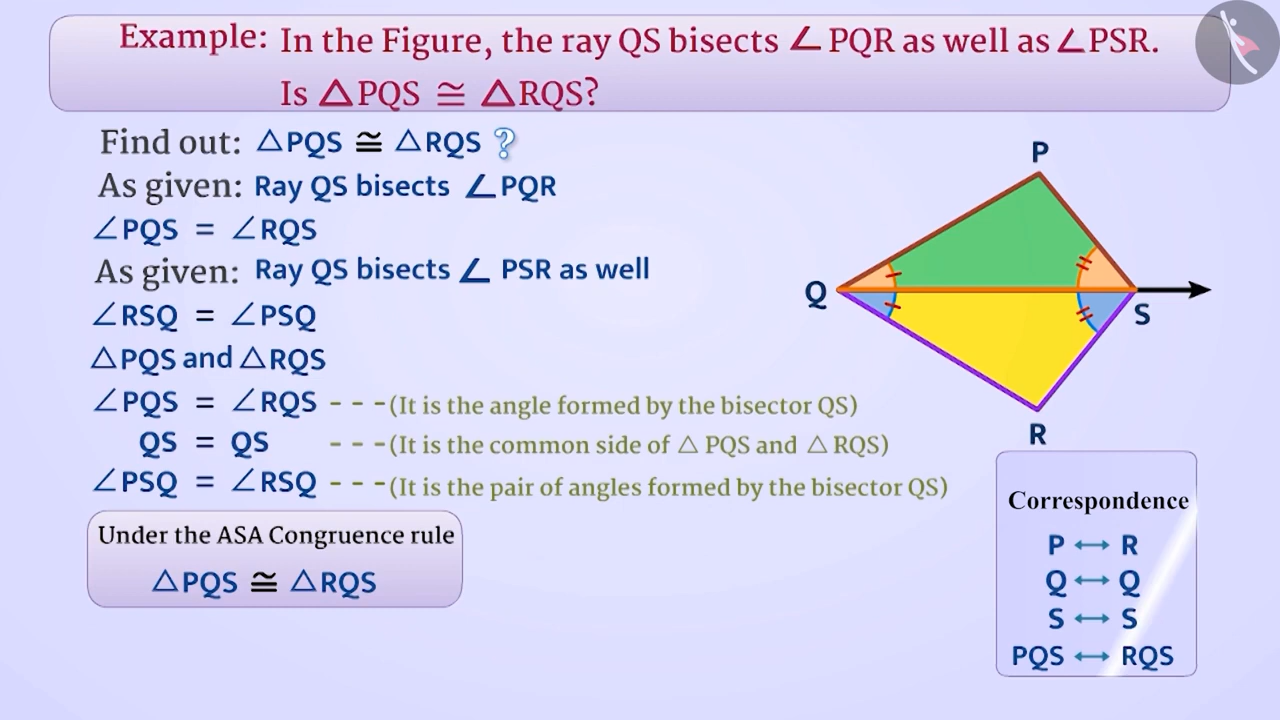 Example: In the Figure, the ray QS bisects ∠PQR as well as ∠PSR.
Is △PQS ≅ △RQS?
Find out: △PQS ≅ △RQS ?
As given: Ray QS bisects ∠PQR
∠PQS = ∠RQS
As given: Ray QS bisects ∠ PSR as well
∠RSQ = ∠PSQ
△PQS and △RQS
∠PQS = ∠RQS - - -(It is the angle formed by the bisector QS)
QS = QS - - -(It is the common side of △ PQS and △ RQS)
∠PSQ = ∠RSQ - - -(It is the pair of angles formed by the bisector QS)
Under the ASA Congruence rule
△PQS ≅ △RQS
P
Q
S
R
Correspondence
P ↔ R
Q ↔ Q
S ↔ S
PQS ↔ RQS